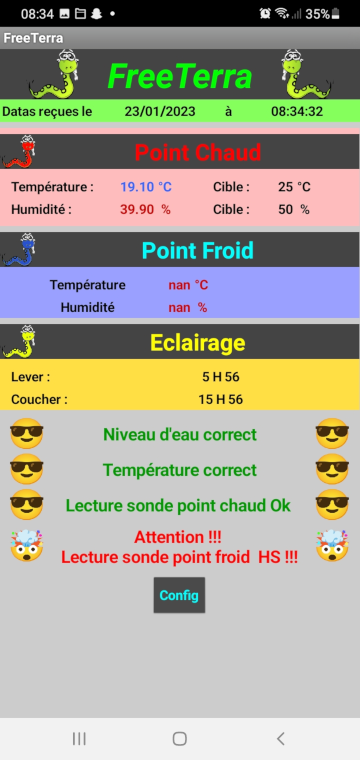 08:34 35%
FreeTerra
FreeTerra
Datas reçues le 23/01/2023 à 08:34:32
Point Chaud
Température : 19.10 °C Cible : 25 °C
Humidité : 39.90 % Cible : 50 %
Point Froid
Température nan °C
Humidité nan %
Eclairage
Lever : 5 H 56
Coucher : 15 H 56
Niveau d'eau correct
Température correct
Lecture sonde point chaud Ok
Attention !!!
Lecture sonde point froid HS !!!
Config